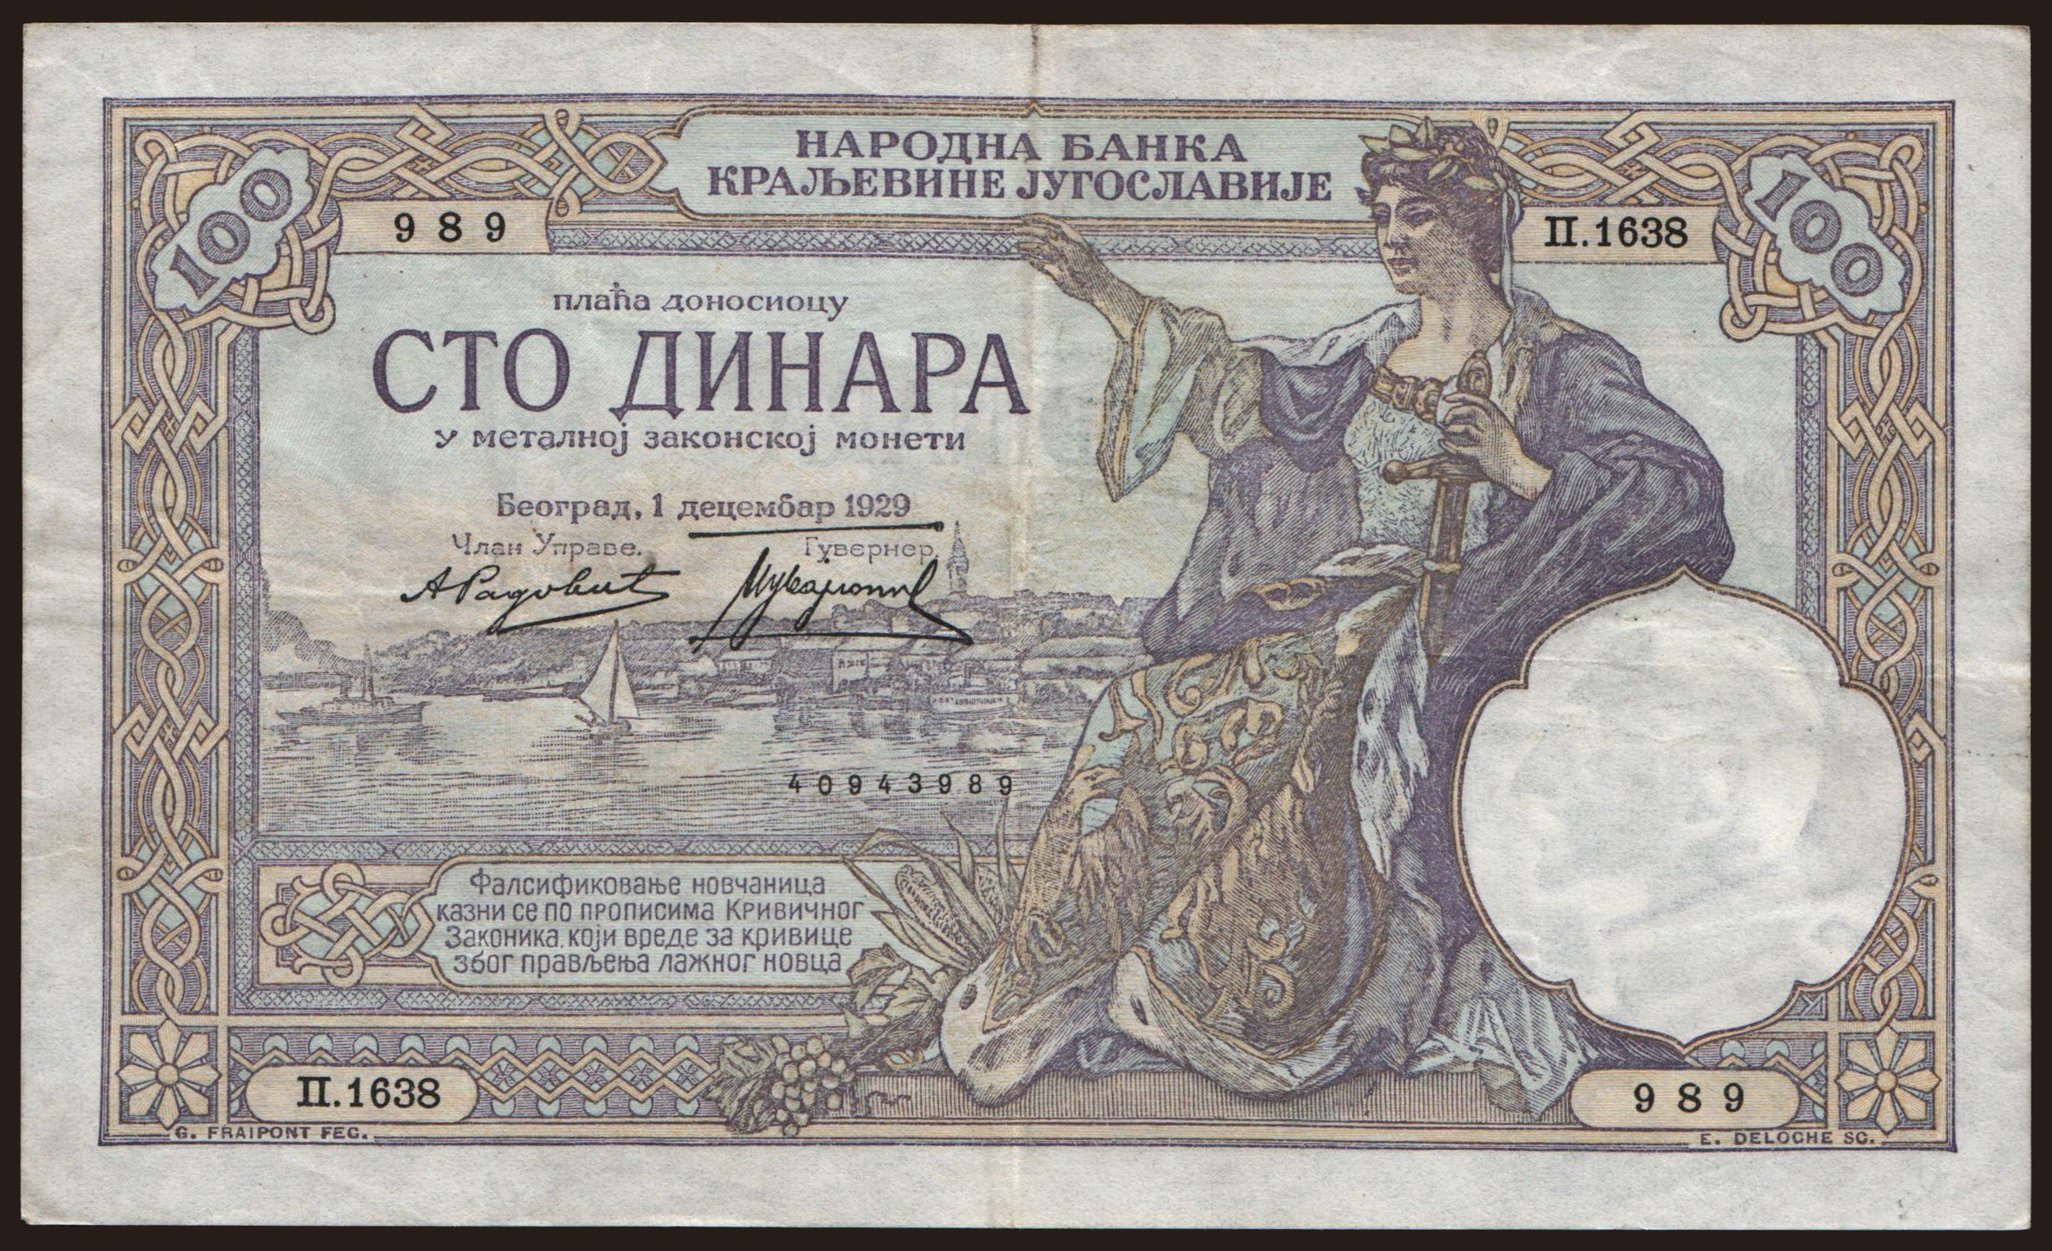 НАРОДНА БАНКА
КРАЉЕВИНЕ ЈУГОСЛАВИЈЕ
100
100
989
П.1638
плаћа доносиоцу
СТО ДИНАРА
у металној законској монети
Београд, 1 децембар 1929
Члан Управе.
Гувернер,
А Радовић
40943989
Фалсификовање новчаница
казни се по прописима Кривичног
Законика, који вреде за кривице
због прављења лажног новца
П.1638
989
G. FRAIPONT FEC.
E. DELOCHE SC.